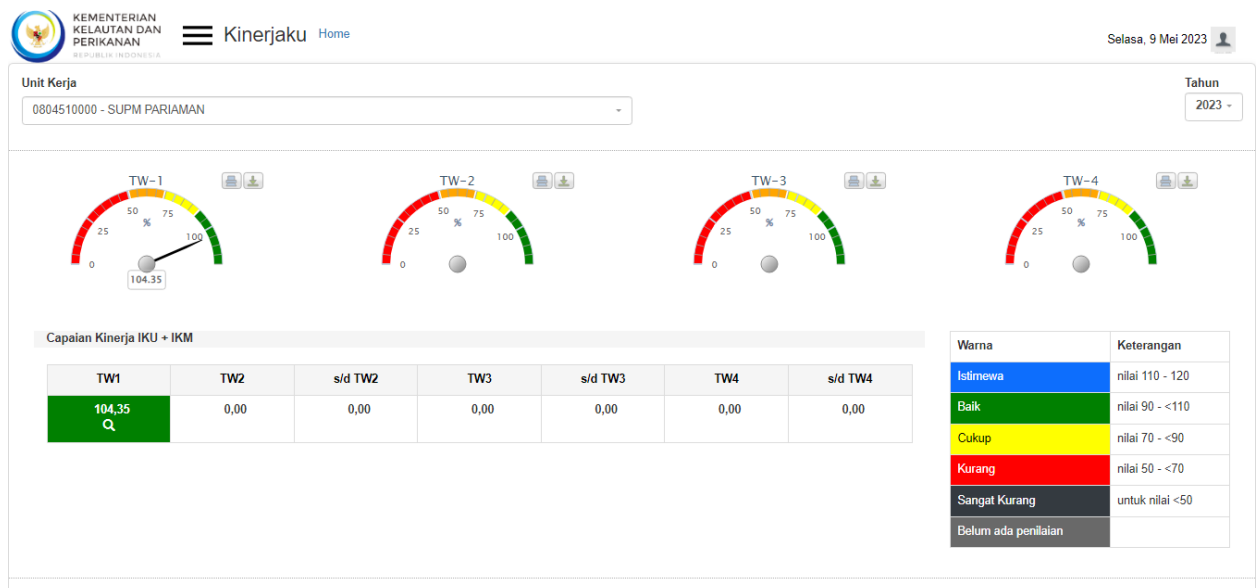 KEMENTERIAN
KELAUTAN DAN
PERIKANAN
REPUBLIK INDONESIA
Kinerjaku Home
Selasa, 9 Mei 2023
Unit Kerja
Tahun
0804510000 - SUPM PARIAMAN
2023
TW-1
0
25
50
75
100
%
104.35
TW-2
0
25
50
75
100
%
TW-3
0
25
50
75
100
%
TW-4
0
25
50
75
100
%
Capaian Kinerja IKU + IKM
TW1 TW2 s/d TW2 TW3 s/d TW3 TW4 s/d TW4
104,35 0,00 0,00 0,00 0,00 0,00 0,00
Warna Keterangan
Istimewa nilai 110 - 120
Baik nilai 90 - <110
Cukup nilai 70 - <90
Kurang nilai 50 - <70
Sangat Kurang untuk nilai <50
Belum ada penilaian